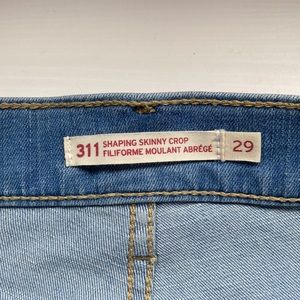 311 SHAPING SKINNY CROP
FILIFORME MOULANT ABRÉGÉ
29